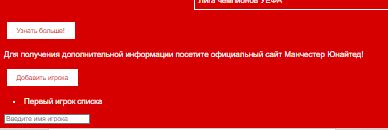 Лига чемпионов УЕФА
Узнать больше!
Для получения дополнительной информации посетите официальный сайт Манчестер Юнайтед!
Добавить игрока
• Первый игрок списка
Введите имя игрока